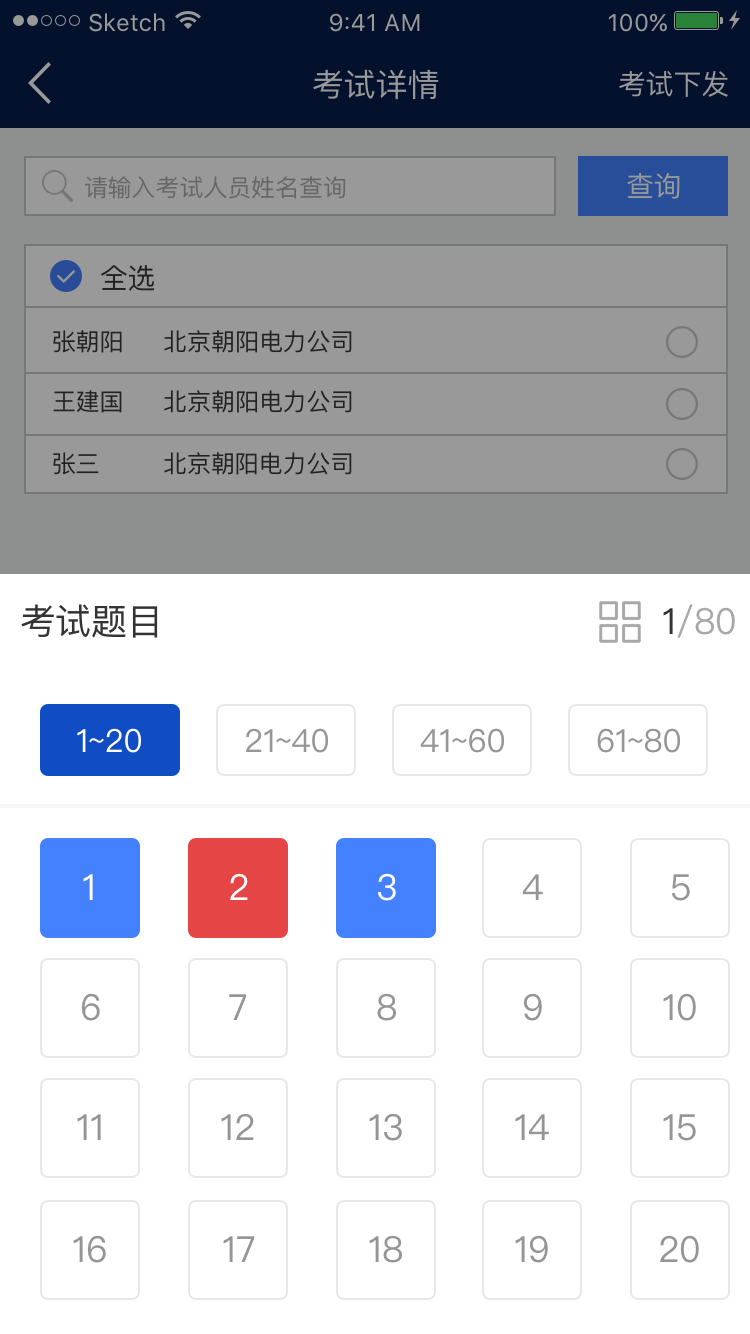 Sketch 9:41 AM 100%
考试详情 考试下发
请输入考试人员姓名查询 查询
全选
张朝阳 北京朝阳电力公司
王建国 北京朝阳电力公司
张三 北京朝阳电力公司
考试题目 1/80
1~20 21~40 41~60 61~80
1 2 3 4 5
6 7 8 9 10
11 12 13 14 15
16 17 18 19 20